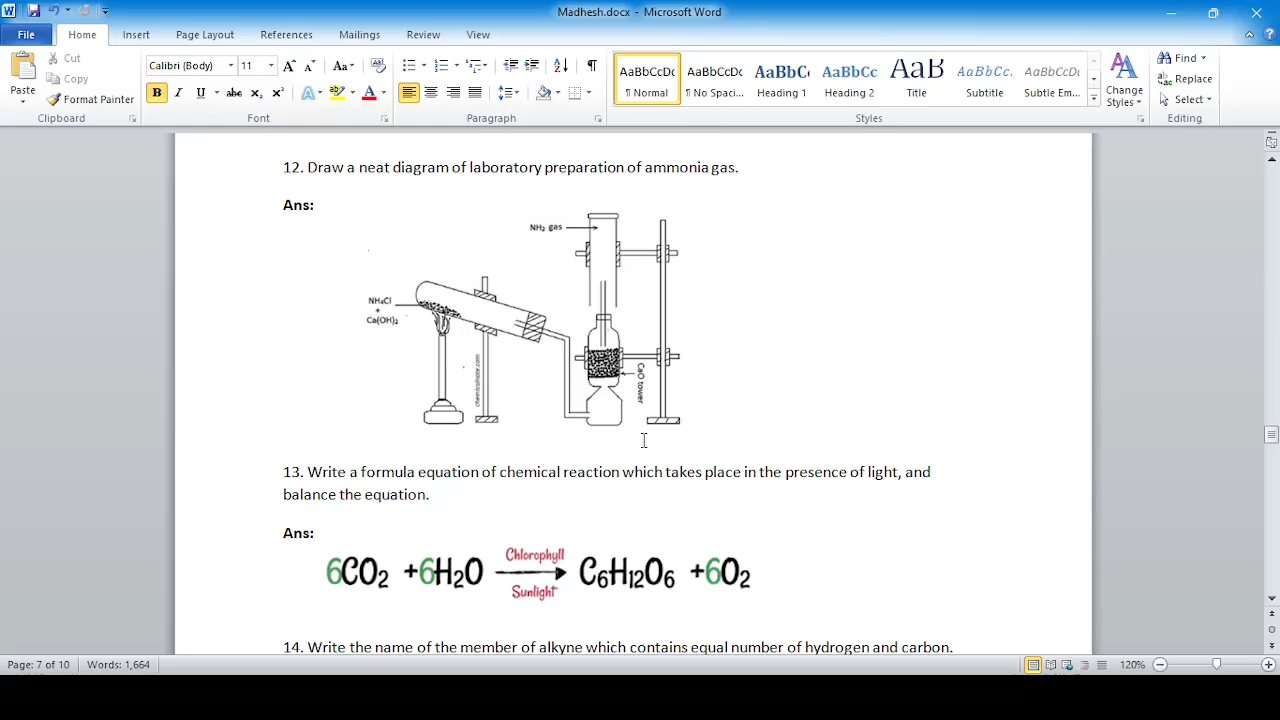 Madhesh.docx - Microsoft Word
File Home Insert Page Layout References Mailings Review View
Paste
Cut
Copy
Format Painter
Clipboard
Calibri (Body) 11
Font
Paragraph
AaBbCcDc AaBbCcDc AaBbC AaBbCc AaB AaBbCc. AaBbCcDc
¶ Normal ¶ No Spaci... Heading 1 Heading 2 Title Subtitle Subtle Em...
Styles
Change Styles
Find
Replace
Select
Editing
12. Draw a neat diagram of laboratory preparation of ammonia gas.
Ans:
NH₃ gas
NH₄Cl
+
Ca(OH)₂
chemicalnote.com
CaO tower
13. Write a formula equation of chemical reaction which takes place in the presence of light, and
balance the equation.
Ans:
Chlorophyll
6CO₂ +6H₂O → C₆H₁₂O₆ +6O₂
Sunlight
14. Write the name of the member of alkyne which contains equal number of hydrogen and carbon.
Page: 7 of 10 Words: 1,664 120%